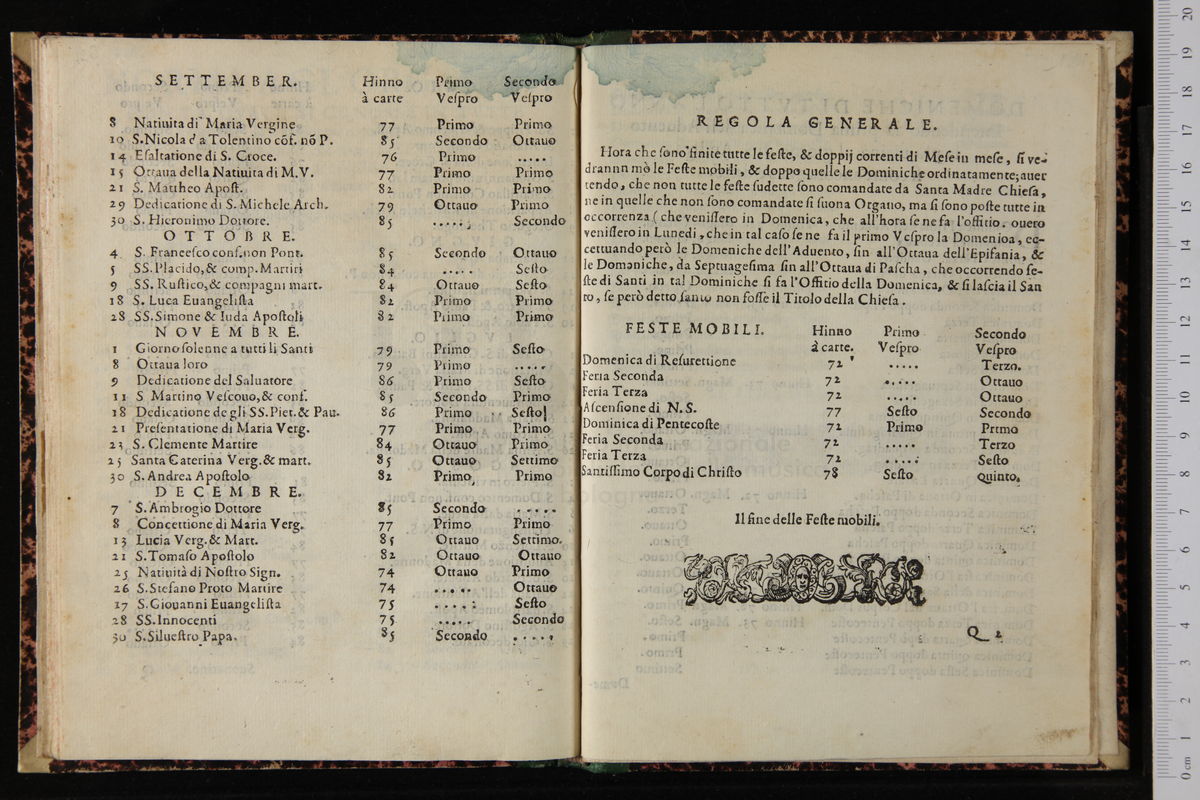 SETTEMBER. Hinno Primo Secondo
à carte Veſpro Veſpro
8 Natiuita di Maria Vergine 77 Primo Primo
10 S. Nicola d'a Tolentino cõf. nõ P. 85 Secondo Ottauo
14 Eſaltatione di S. Croce. 76 Primo .....
15 Ottaua della Natiuita di M.V. 77 Primo Primo
21 S. Mattheo Apoſt. 82 Primo Primo
29 Dedicatione di S. Michele Arch. 79 Ottauo Primo
30 S. Hieronimo Dottore. 85 ..... Secondo
OTTOBRE.
4 S. Franceſco conf. non Pont. 85 Secondo Ottauo
5 SS. Placido, & comp. Martiri 84 ..... Seſto
9 SS. Ruſtico, & compagni mart. 84 Ottauo Seſto
18 S. Luca Euangeliſta 82 Primo Primo
28 SS. Simone & Iuda Apoſtoli 82 Primo Primo
NOVEMBRE.
1 Giorno ſolenne a tutti li Santi 79 Primo Seſto
8 Ottaua loro 79 Primo .....
9 Dedicatione del Saluatore 86 Primo Seſto
11 S Martino Veſcouo, & conf. 85 Secondo Primo
18 Dedicatione de gli SS. Piet. & Pau. 86 Primo Seſto
21 Preſentatione di Maria Verg. 77 Primo Primo
23 S. Clemente Martire 84 Ottauo Primo
25 Santa Caterina Verg. & mart. 85 Ottauo Settimo
30 S. Andrea Apoſtolo 82 Primo Primo
DECEMBRE.
7 S. Ambrogio Dottore 85 Secondo .....
8 Concettione di Maria Verg. 77 Primo Primo
13 Lucia Verg. & Mart. 85 Ottauo Settimo.
21 S. Tomaſo Apoſtolo 82 Ottauo Ottauo
25 Natiuità di Noſtro Sign. 74 Ottauo Primo
26 S. Stefano Proto Martire 74 ..... Ottauo
27 S. Giouanni Euangeliſta 75 ..... Seſto
28 SS. Innocenti 75 ..... Secondo
30 S. Silueſtro Papa. 85 Secondo .....
REGOLA GENERALE.
Hora che ſono finite tutte le feſte, & doppij correnti di Meſe in meſe, ſi ve-
drannn mò le Feſte mobili, & doppo quelle le Dominiche ordinatamente; auer
tendo, che non tutte le feſte ſudette ſono comandate da Santa Madre Chieſa,
ne in quelle che non ſono comandate ſi ſuona Organo, ma ſi ſono poſte tutte in
occorrenza ( che veniſſero in Domenica, che all'hora ſe ne fa l'offitio. ouero
veniſſero in Lunedi, che in tal caſo ſe ne fa il primo Veſpro la Domenica, ec-
cettuando però le Domeniche dell'Aduento, ſin all'Ottaua dell'Epifania, &
le Domaniche, da Septuageſima ſin all'Ottaua di Paſcha, che occorrendo fe-
ſte di Santi in tal Dominiche ſi fa l'Offitio della Domenica, & ſi laſcia il San
to, ſe però detto ſanto non foſſe il Titolo della Chieſa.
FESTE MOBILI. Hinno Primo Secondo
à carte. Veſpro Veſpro
Domenica di Reſurettione 72 ..... Terzo.
Feria Seconda 72 ..... Ottauo
Feria Terza 72 ..... Ottauo
Aſcenſione di N. S. 77 Seſto Secondo
Dominica di Pentecoſte 72 Primo Primo
Feria Seconda 72 ..... Terzo
Feria Terza 72 ..... Seſto
Santiſſimo Corpo di Chriſto 78 Seſto Quinto.
Il fine delle Feſte mobili.
Q 2